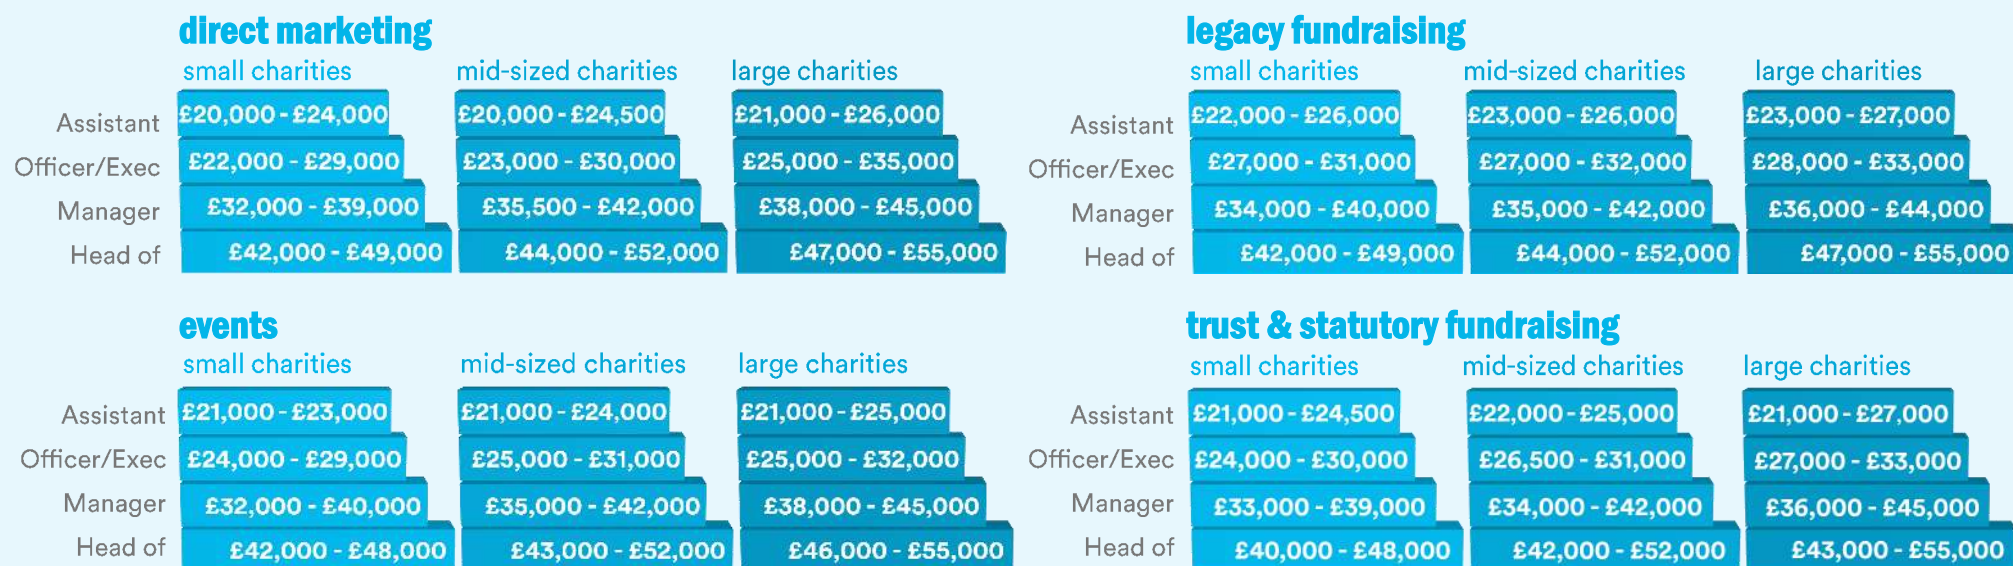 direct marketing
small charities mid-sized charities large charities
Assistant £20,000 - £24,000 £20,000 - £24,500 £21,000 - £26,000
Officer/Exec £22,000 - £29,000 £23,000 - £30,000 £25,000 - £35,000
Manager £32,000 - £39,000 £35,500 - £42,000 £38,000 - £45,000
Head of £42,000 - £49,000 £44,000 - £52,000 £47,000 - £55,000
legacy fundraising
small charities mid-sized charities large charities
Assistant £22,000 - £26,000 £23,000 - £26,000 £23,000 - £27,000
Officer/Exec £27,000 - £31,000 £27,000 - £32,000 £28,000 - £33,000
Manager £34,000 - £40,000 £35,000 - £42,000 £36,000 - £44,000
Head of £42,000 - £49,000 £44,000 - £52,000 £47,000 - £55,000
events
small charities mid-sized charities large charities
Assistant £21,000 - £23,000 £21,000 - £24,000 £21,000 - £25,000
Officer/Exec £24,000 - £29,000 £25,000 - £31,000 £25,000 - £32,000
Manager £32,000 - £40,000 £35,000 - £42,000 £38,000 - £45,000
Head of £42,000 - £48,000 £43,000 - £52,000 £46,000 - £55,000
trust & statutory fundraising
small charities mid-sized charities large charities
Assistant £21,000 - £24,500 £22,000 - £25,000 £21,000 - £27,000
Officer/Exec £24,000 - £30,000 £26,500 - £31,000 £27,000 - £33,000
Manager £33,000 - £39,000 £34,000 - £42,000 £36,000 - £45,000
Head of £40,000 - £48,000 £42,000 - £52,000 £43,000 - £55,000